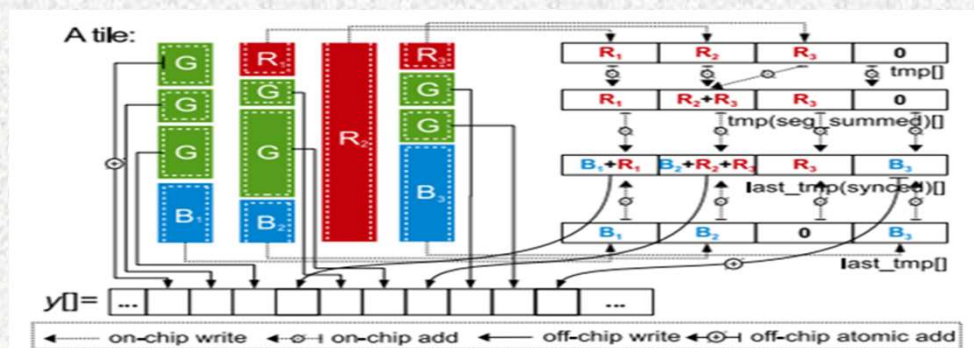 A tile:
G R₁ R₂ R₃
G G G
G G G
B₁ B₂ B₃
R₁ R₂ R₃ 0
tmp[]
R₁ R₂+R₃ R₃ 0
tmp(seg_summed)[]
B₁+R₁ B₂+R₂+R₃ R₃ B₃
last_tmp(synced)[]
B₁ B₂ 0 B₃
last_tmp[]
y[]= ... ...
on-chip write on-chip add off-chip write off-chip atomic add